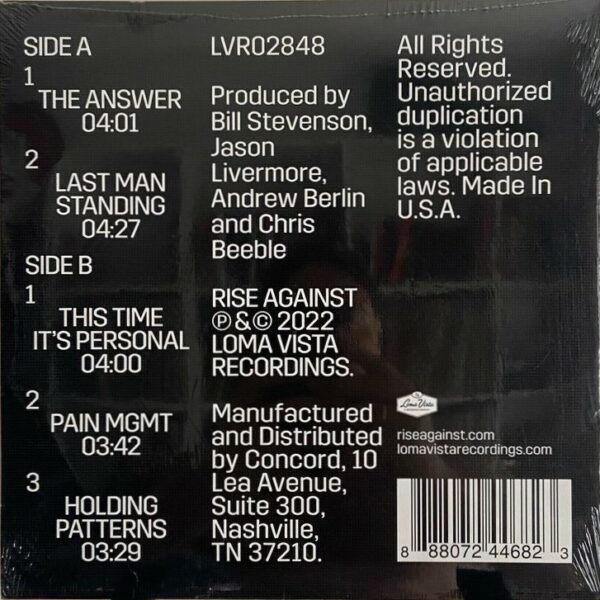 SIDE A
1
THE ANSWER
04:01
2
LAST MAN
STANDING
04:27
SIDE B
1
THIS TIME
IT'S PERSONAL
04:00
2
PAIN MGMT
03:42
3
HOLDING
PATTERNS
03:29
LVR02848
Produced by
Bill Stevenson,
Jason
Livermore,
Andrew Berlin
and Chris
Beeble
RISE AGAINST
℗&© 2022
LOMA VISTA
RECORDINGS.
Manufactured
and Distributed
by Concord, 10
Lea Avenue,
Suite 300,
Nashville,
TN 37210.
All Rights
Reserved.
Unauthorized
duplication
is a violation
of applicable
laws. Made In
U.S.A.
Loma Vista
riseagainst.com
lomavistarecordings.com
8 88072 44682 3